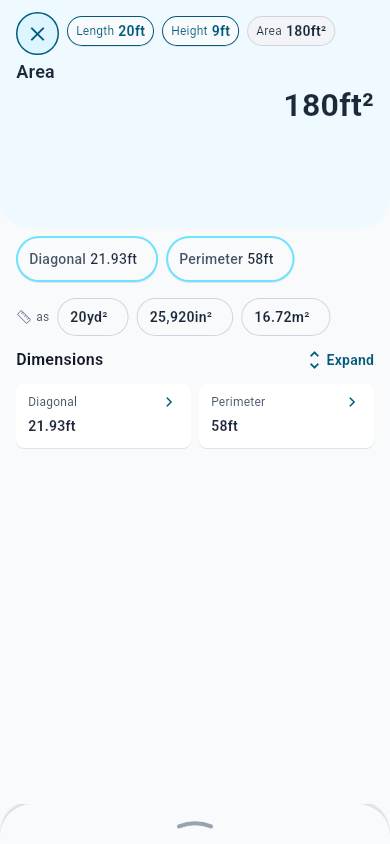 Length 20ft Height 9ft Area 180ft²
Area
180ft²
Diagonal 21.93ft Perimeter 58ft
as 20yd² 25,920in² 16.72m²
Dimensions Expand
Diagonal Perimeter
21.93ft 58ft